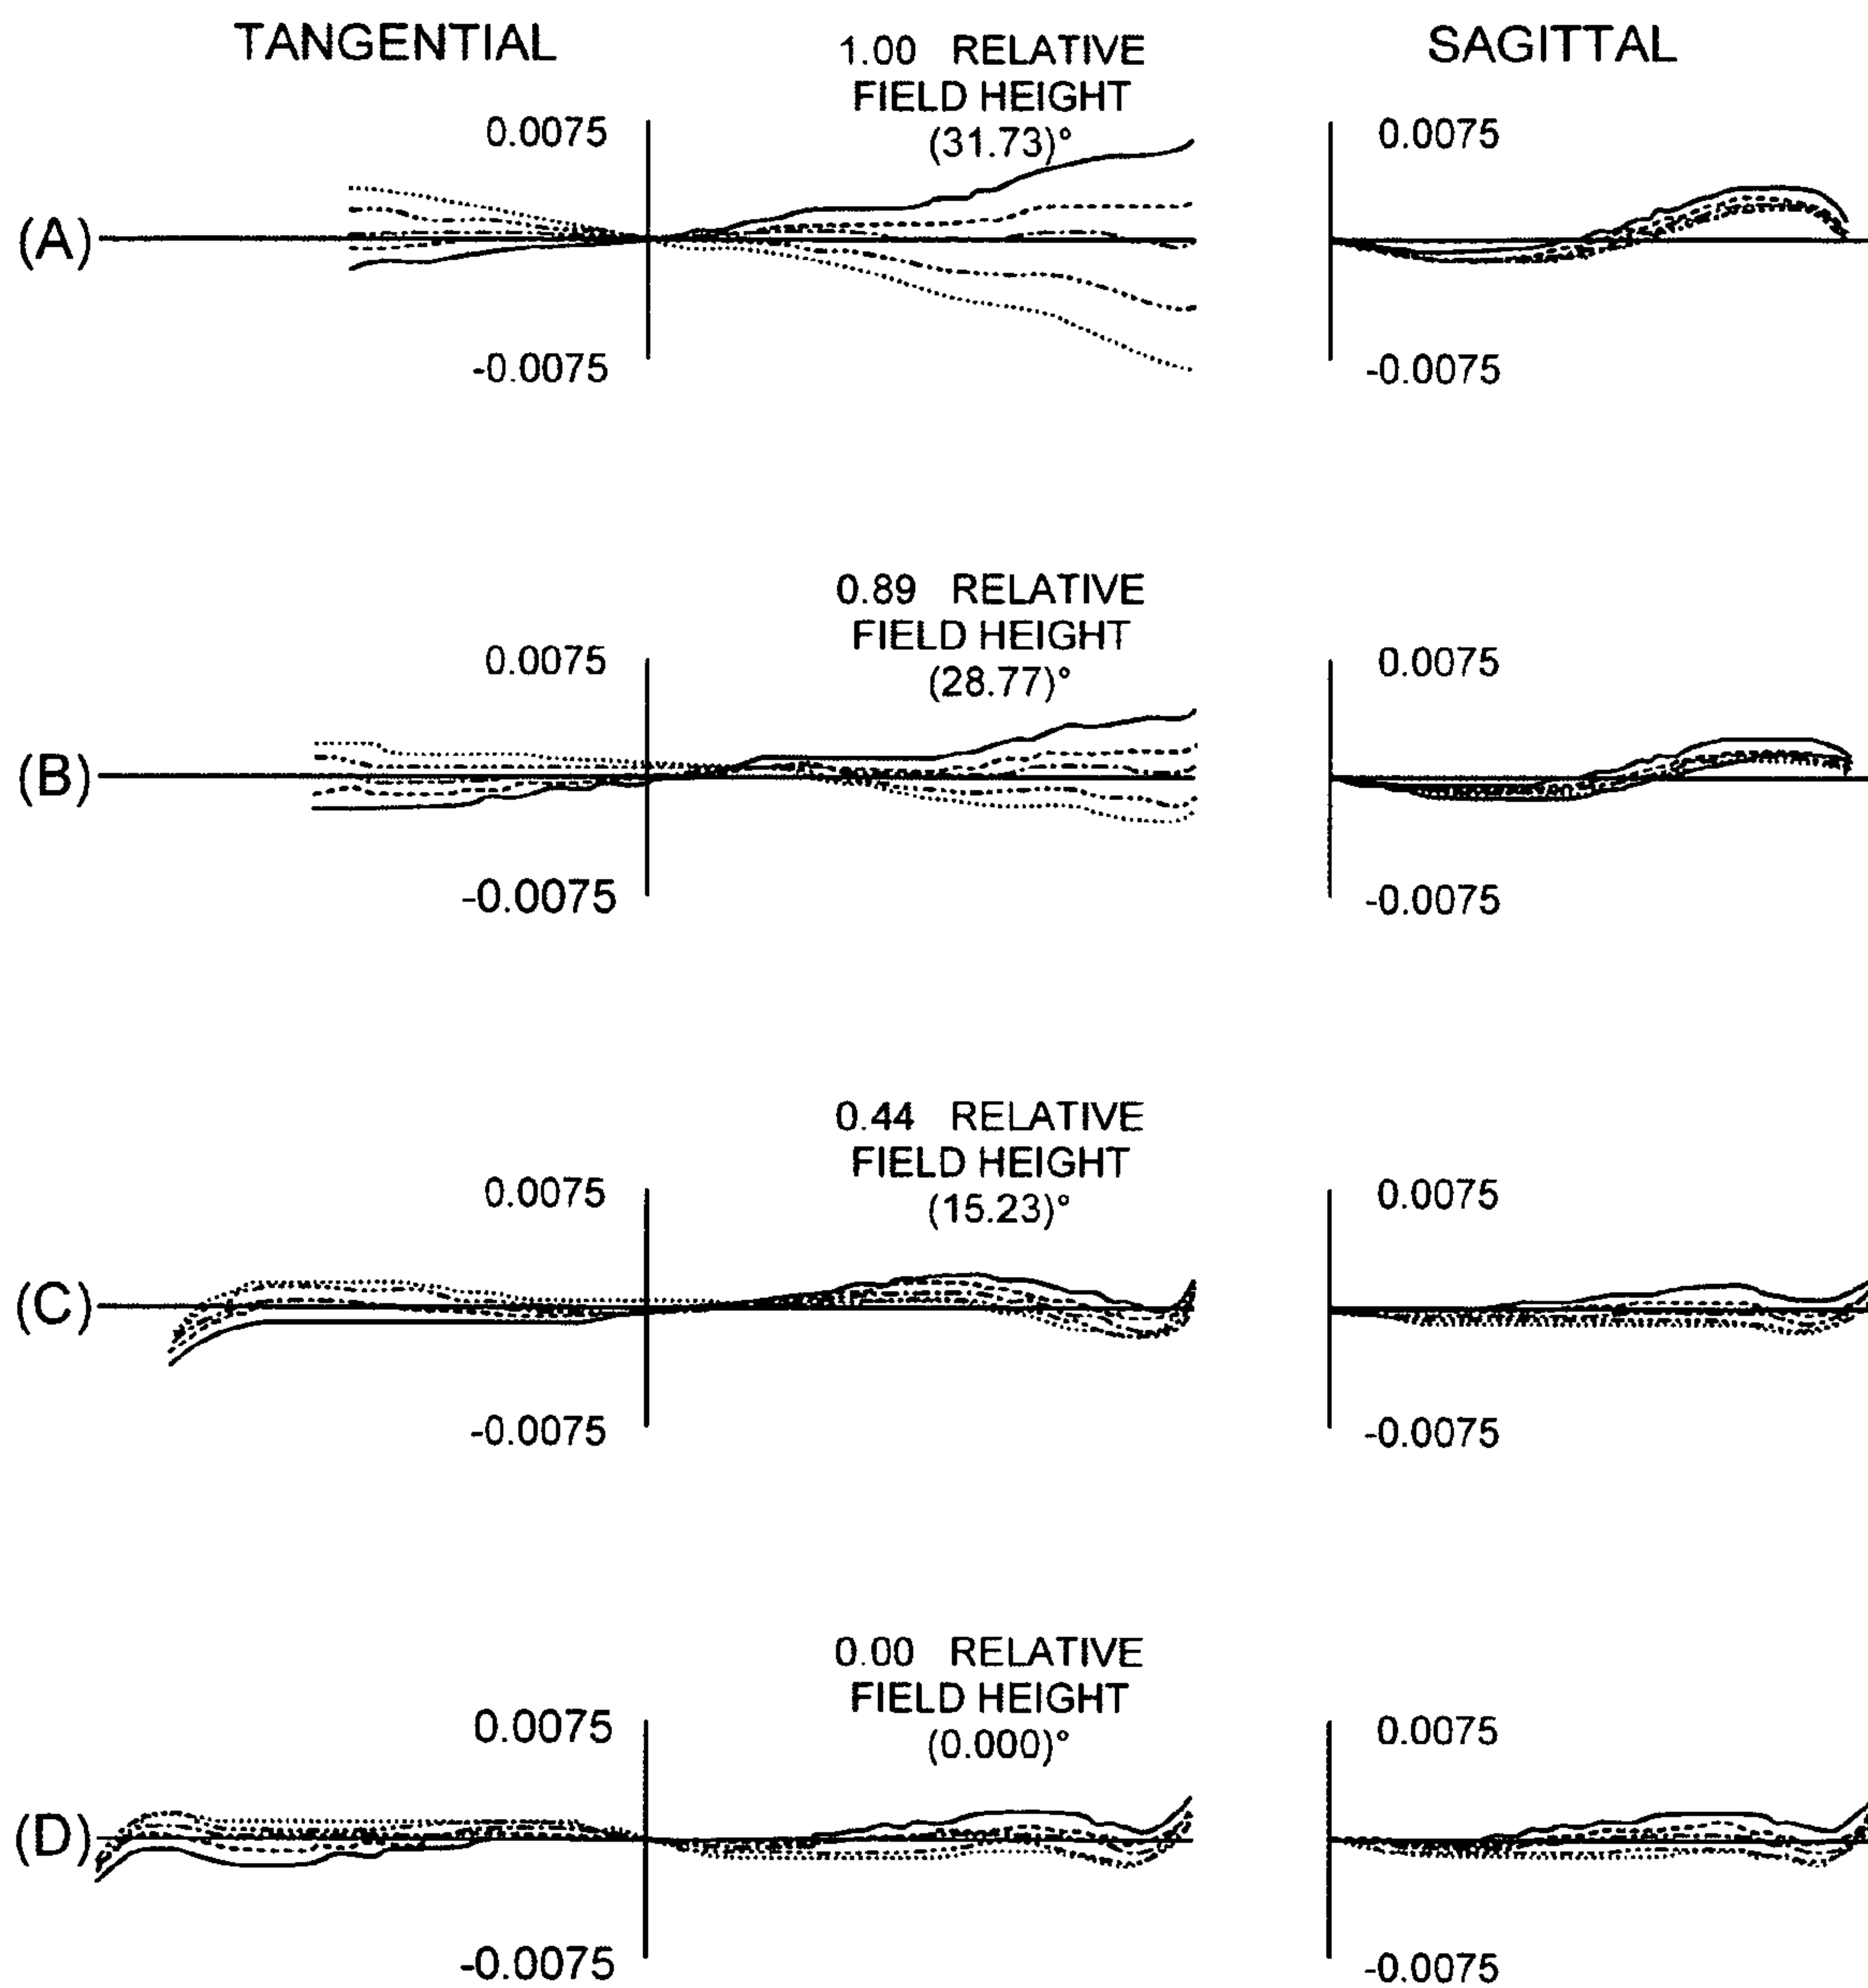 TANGENTIAL
1.00 RELATIVE
FIELD HEIGHT
(31.73)°
SAGITTAL
0.0075
0.0075
(A)
-0.0075
-0.0075
0.89 RELATIVE
FIELD HEIGHT
(28.77)°
0.0075
0.0075
(B)
-0.0075
-0.0075
0.44 RELATIVE
FIELD HEIGHT
(15.23)°
0.0075
0.0075
(C)
-0.0075
-0.0075
0.00 RELATIVE
FIELD HEIGHT
(0.000)°
0.0075
0.0075
(D)
-0.0075
-0.0075